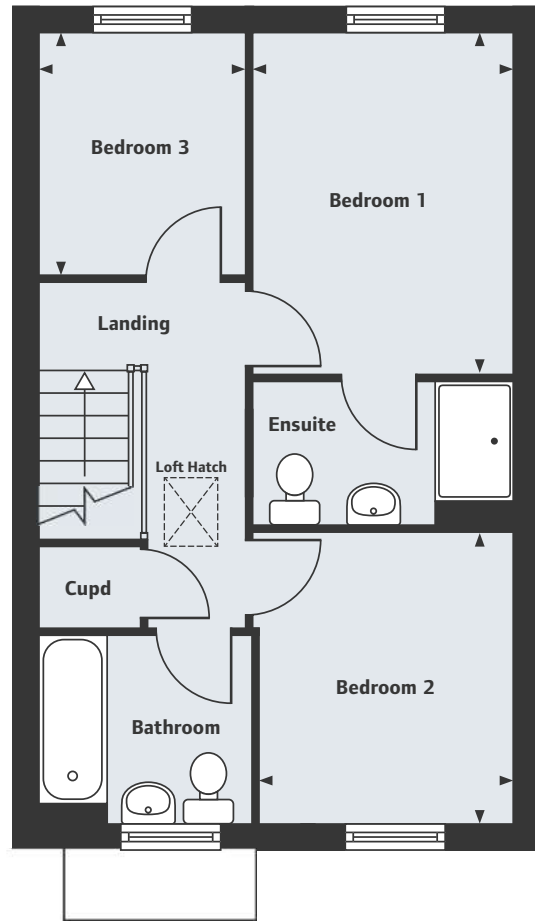 Bedroom 3
Bedroom 1
Landing
Ensuite
Loft Hatch
Cupd
Bedroom 2
Bathroom